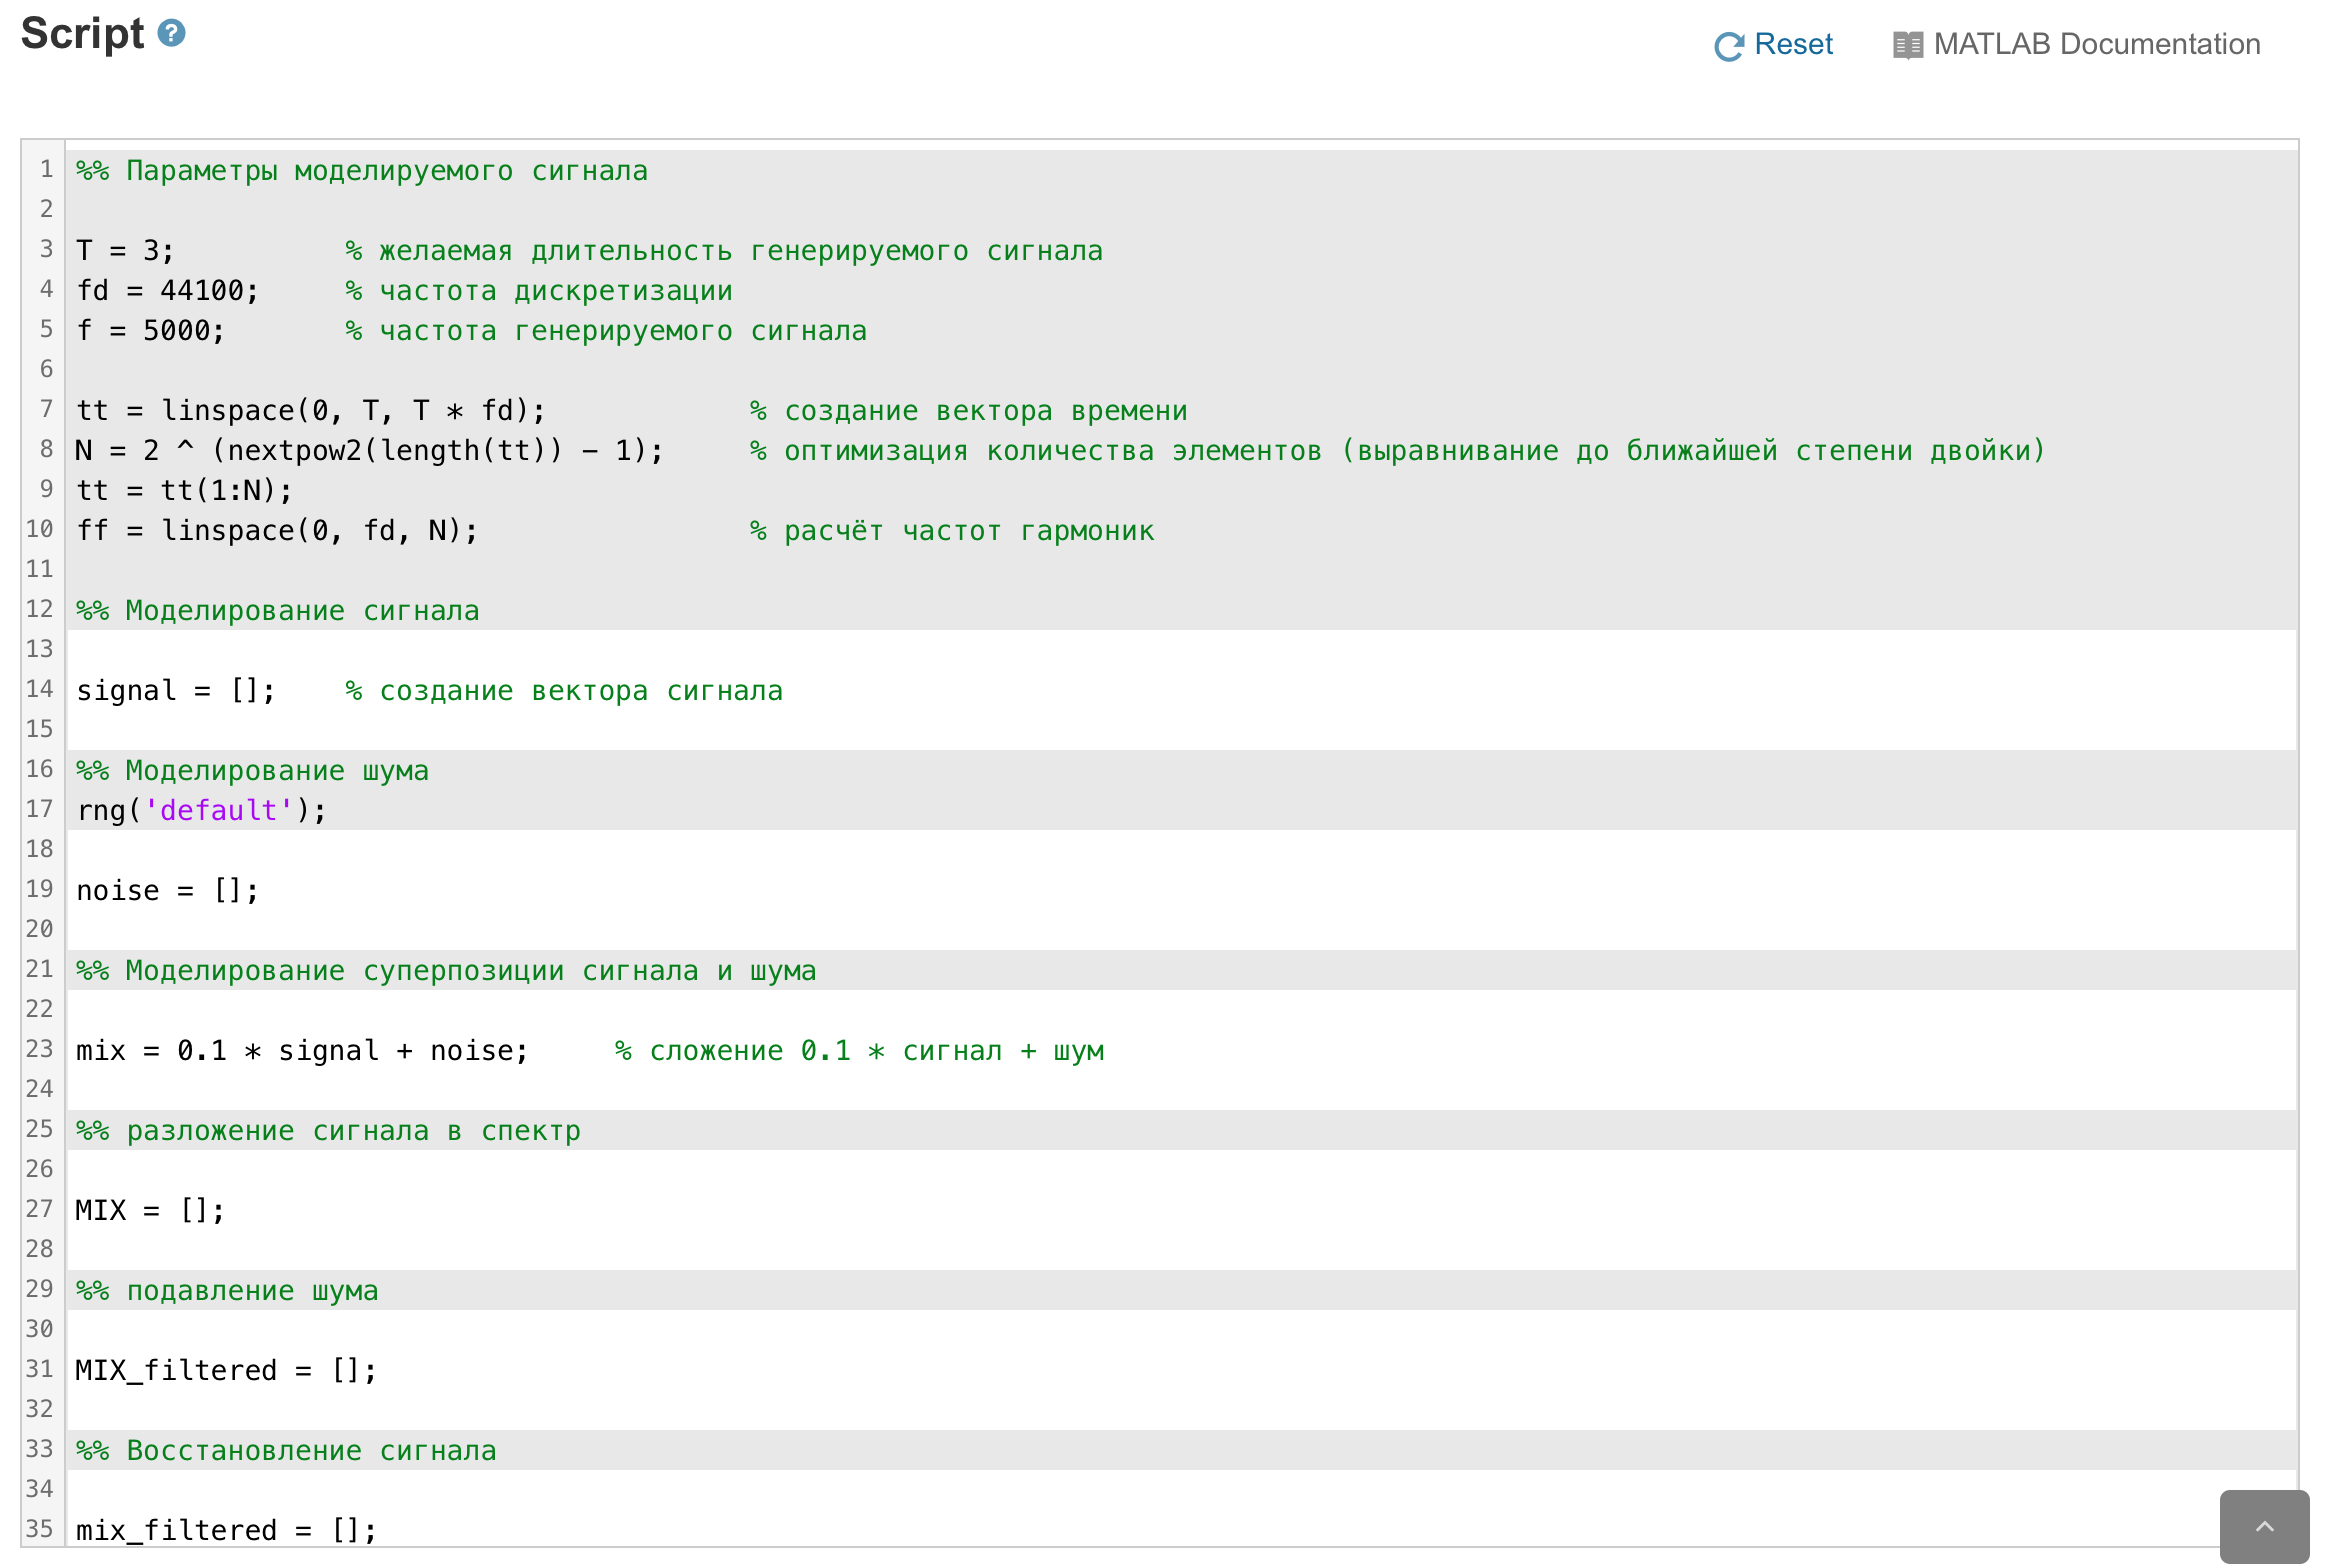 Script ?
Reset MATLAB Documentation
1 %% Параметры моделируемого сигнала
2
3 T = 3; % желаемая длительность генерируемого сигнала
4 fd = 44100; % частота дискретизации
5 f = 5000; % частота генерируемого сигнала
6
7 tt = linspace(0, T, T * fd); % создание вектора времени
8 N = 2 ^ (nextpow2(length(tt)) - 1); % оптимизация количества элементов (выравнивание до ближайшей степени двойки)
9 tt = tt(1:N);
10 ff = linspace(0, fd, N); % расчёт частот гармоник
11
12 %% Моделирование сигнала
13
14 signal = []; % создание вектора сигнала
15
16 %% Моделирование шума
17 rng('default');
18
19 noise = [];
20
21 %% Моделирование суперпозиции сигнала и шума
22
23 mix = 0.1 * signal + noise; % сложение 0.1 * сигнал + шум
24
25 %% разложение сигнала в спектр
26
27 MIX = [];
28
29 %% подавление шума
30
31 MIX_filtered = [];
32
33 %% Восстановление сигнала
34
35 mix_filtered = [];